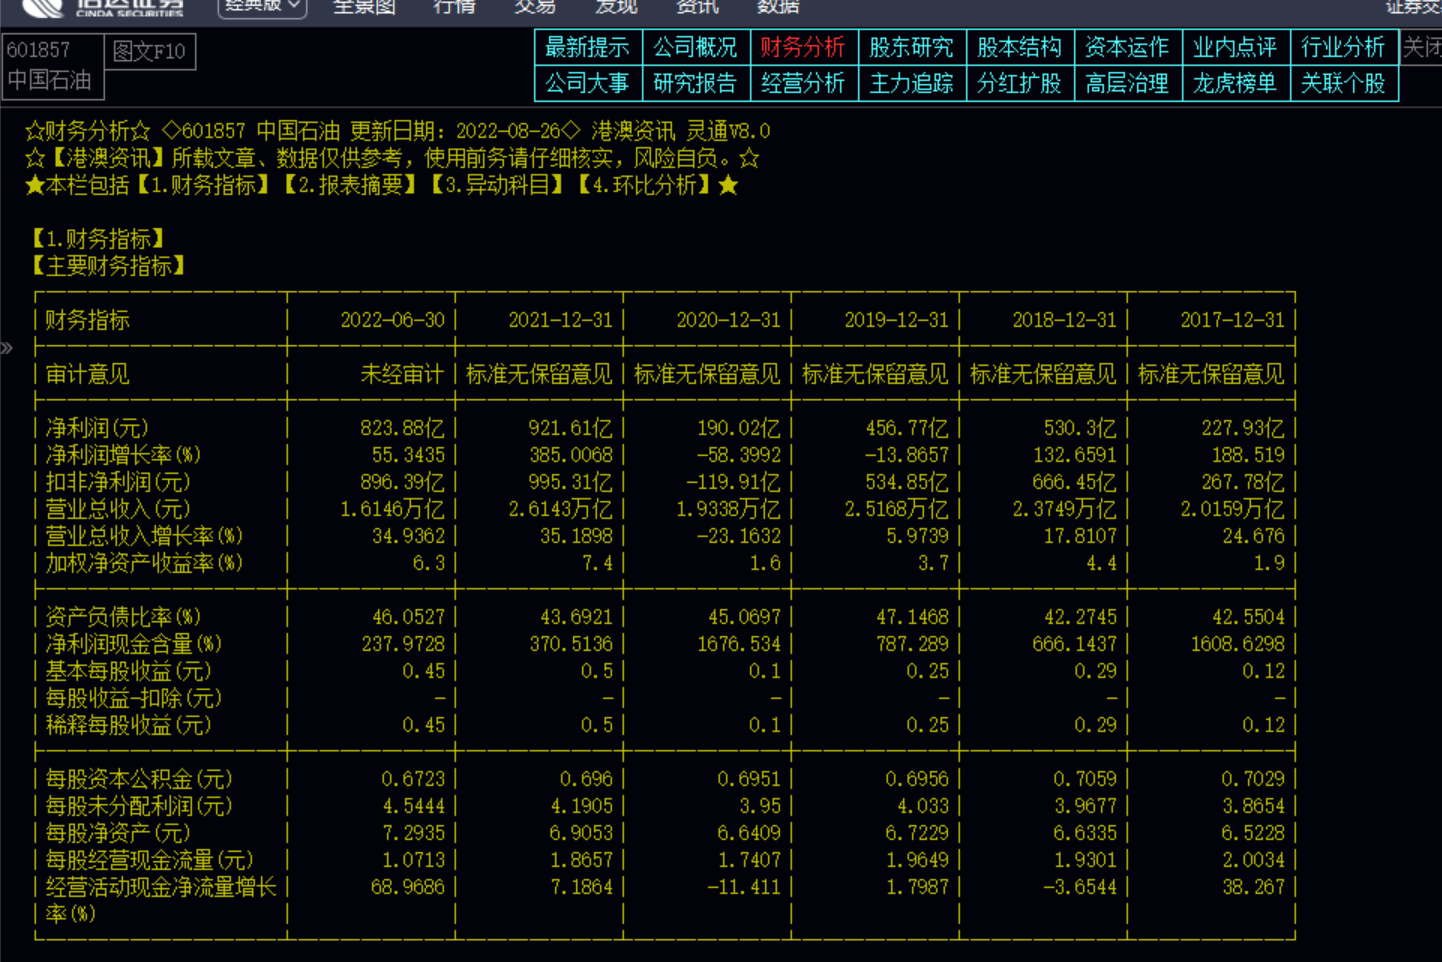 信达证券
CINDA SECURITIES
经典版 全景图 行情 交易 发现 资讯 数据 证券交
601857
中国石油
图文F10
最新提示 公司概况 财务分析 股东研究 股本结构 资本运作 业内点评 行业分析 关闭
公司大事 研究报告 经营分析 主力追踪 分红扩股 高层治理 龙虎榜单 关联个股
☆财务分析☆ ◇601857 中国石油 更新日期：2022-08-26◇ 港澳资讯 灵通V8.0
☆【港澳资讯】所载文章、数据仅供参考，使用前务请仔细核实，风险自负。☆
★本栏包括【1.财务指标】【2.报表摘要】【3.异动科目】【4.环比分析】★
【1.财务指标】
【主要财务指标】
财务指标 2022-06-30 2021-12-31 2020-12-31 2019-12-31 2018-12-31 2017-12-31
审计意见 未经审计 标准无保留意见 标准无保留意见 标准无保留意见 标准无保留意见 标准无保留意见
净利润(元) 823.88亿 921.61亿 190.02亿 456.77亿 530.3亿 227.93亿
净利润增长率(%) 55.3435 385.0068 -58.3992 -13.8657 132.6591 188.519
扣非净利润(元) 896.39亿 995.31亿 -119.91亿 534.85亿 666.45亿 267.78亿
营业总收入(元) 1.6146万亿 2.6143万亿 1.9338万亿 2.5168万亿 2.3749万亿 2.0159万亿
营业总收入增长率(%) 34.9362 35.1898 -23.1632 5.9739 17.8107 24.676
加权净资产收益率(%) 6.3 7.4 1.6 3.7 4.4 1.9
资产负债比率(%) 46.0527 43.6921 45.0697 47.1468 42.2745 42.5504
净利润现金含量(%) 237.9728 370.5136 1676.534 787.289 666.1437 1608.6298
基本每股收益(元) 0.45 0.5 0.1 0.25 0.29 0.12
每股收益-扣除(元) - - - - - -
稀释每股收益(元) 0.45 0.5 0.1 0.25 0.29 0.12
每股资本公积金(元) 0.6723 0.696 0.6951 0.6956 0.7059 0.7029
每股未分配利润(元) 4.5444 4.1905 3.95 4.033 3.9677 3.8654
每股净资产(元) 7.2935 6.9053 6.6409 6.7229 6.6335 6.5228
每股经营现金流量(元) 1.0713 1.8657 1.7407 1.9649 1.9301 2.0034
经营活动现金净流量增长 68.9686 7.1864 -11.411 1.7987 -3.6544 38.267
率(%)